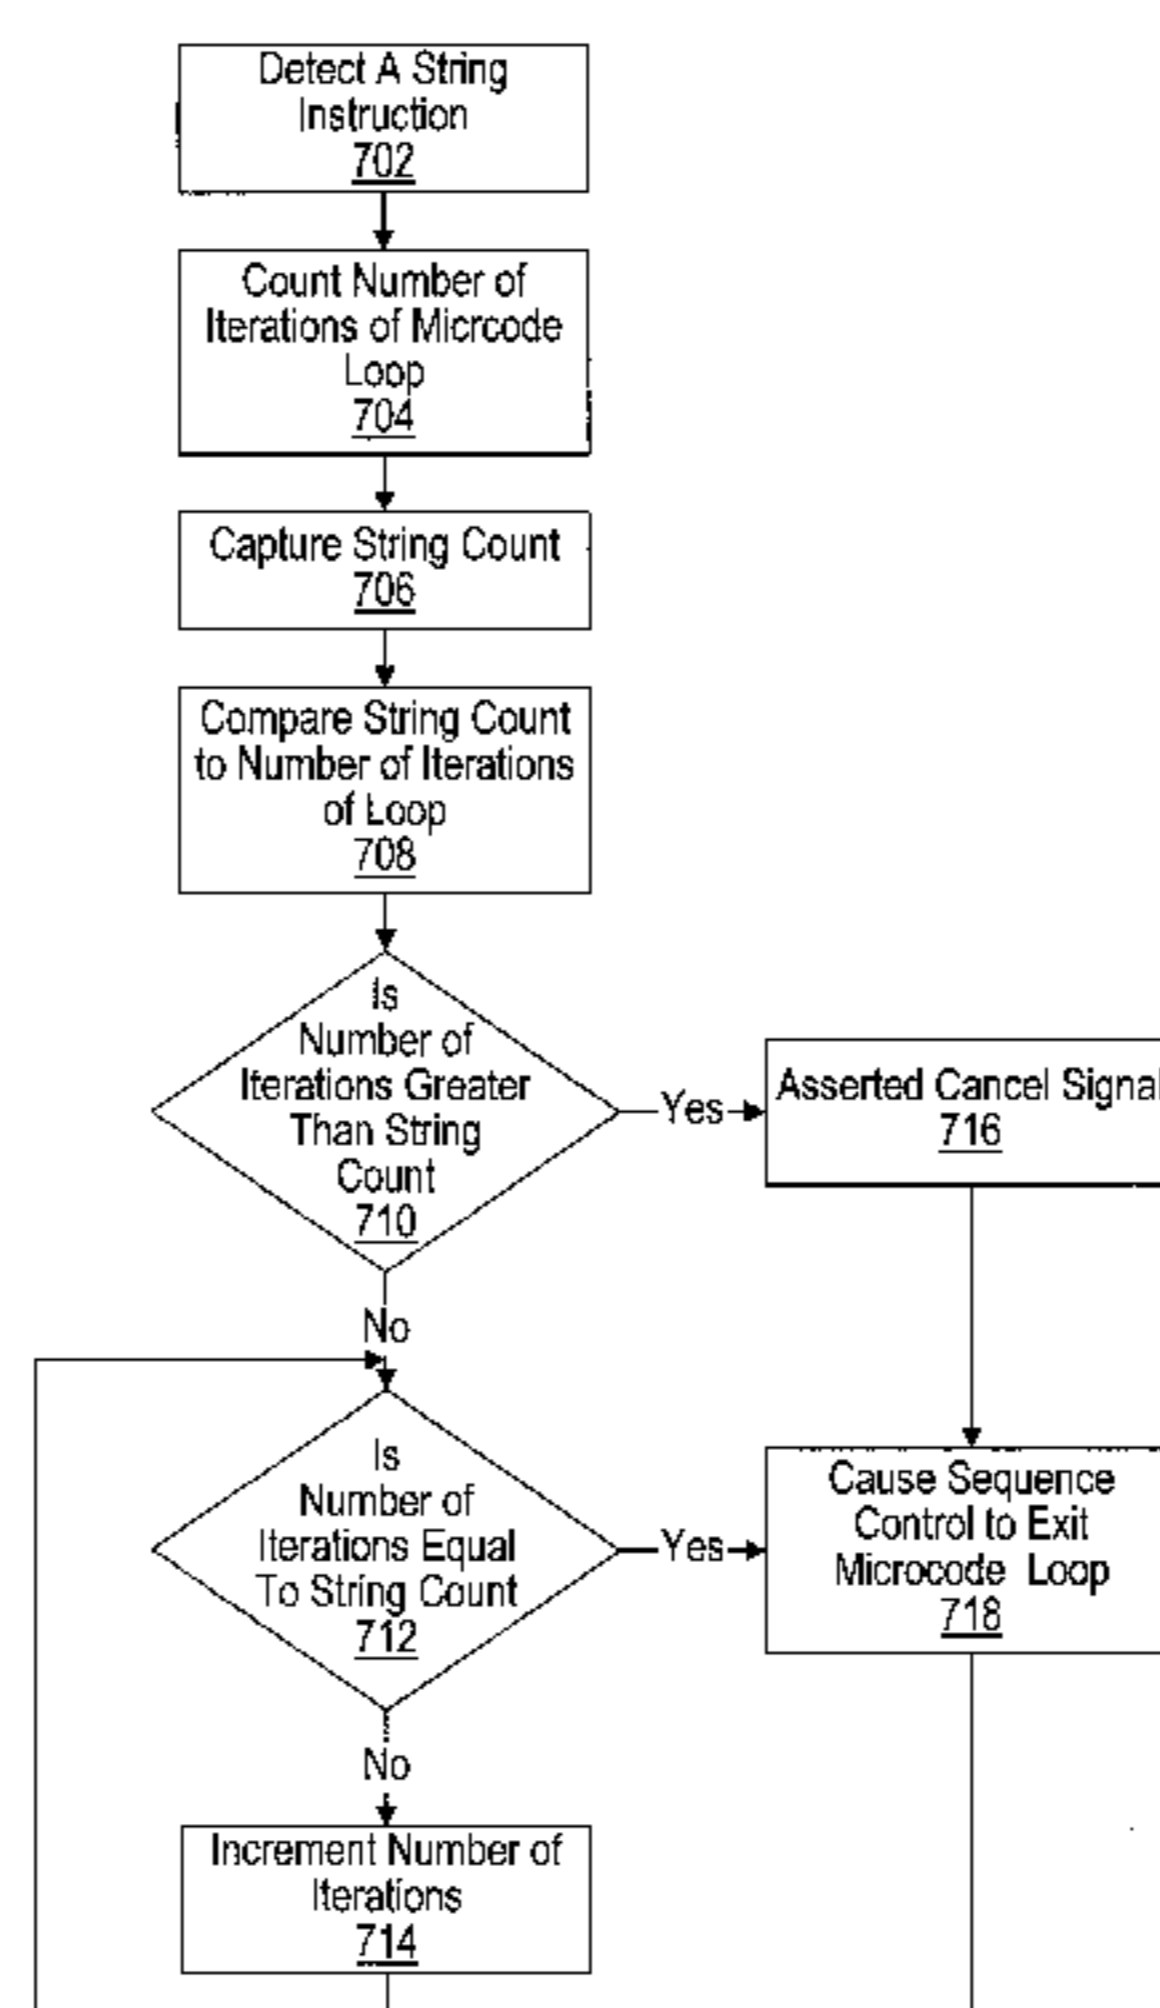 Detect A String
Instruction
702
Count Number of
Iterations of Micrcode
Loop
704
Capture String Count
706
Compare String Count
to Number of Iterations
of Loop
708
Is
Number of
Iterations Greater
Than String
Count
710
Yes
Asserted Cancel Signal
716
No
Is
Number of
Iterations Equal
To String Count
712
Yes
Cause Sequence
Control to Exit
Microcode Loop
718
No
Increment Number of
Iterations
714